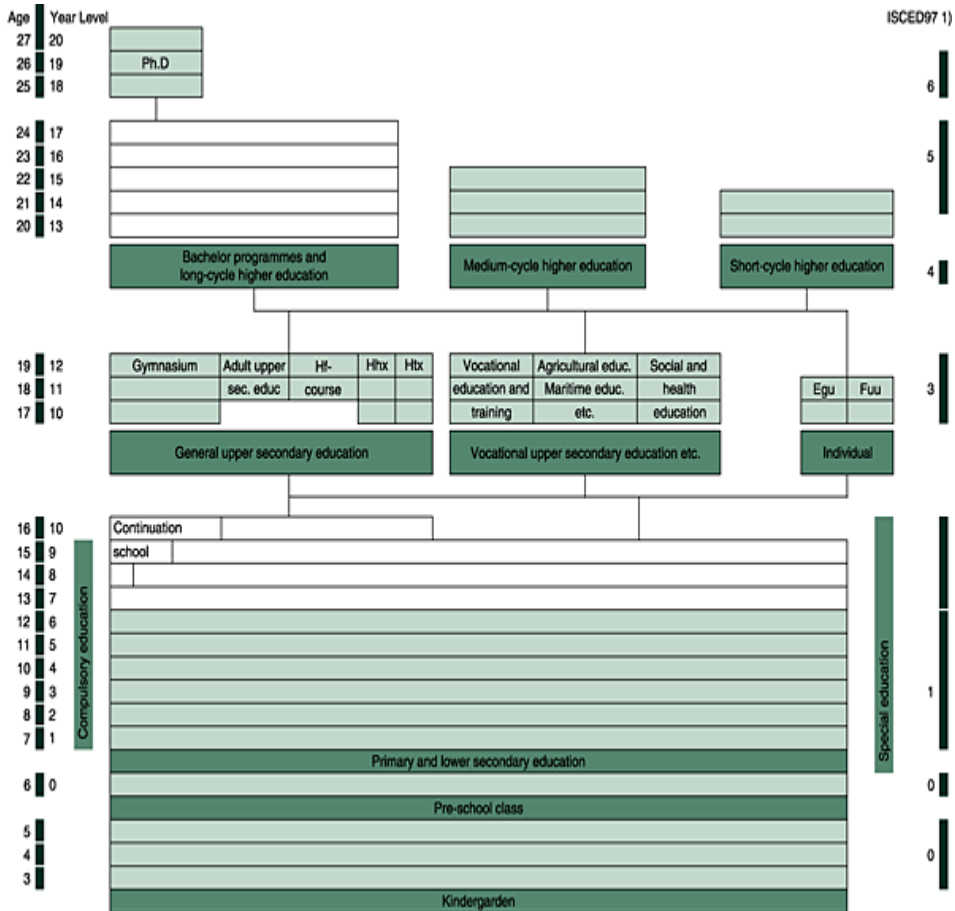 Age Year Level ISCED97 1)
27 20
26 19 Ph.D
25 18 6
24 17
23 16 5
22 15
21 14
20 13
Bachelor programmes and
long-cycle higher education
Medium-cycle higher education
Short-cycle higher education
4
19 12 Gymnasium Adult upper Hf- Hhx Htx Vocational Agricultural educ. Social and
18 11 sec. educ course education and Maritime educ. health Egu Fuu 3
17 10 training etc. education
General upper secondary education
Vocational upper secondary education etc.
Individual
16 10 Continuation
15 9 school
14 8
13 7
12 6
11 5
10 4
9 3 1
8 2
7 1
Compulsory education
Special education
Primary and lower secondary education
6 0 0
Pre-school class
5
4 0
3
Kindergarden